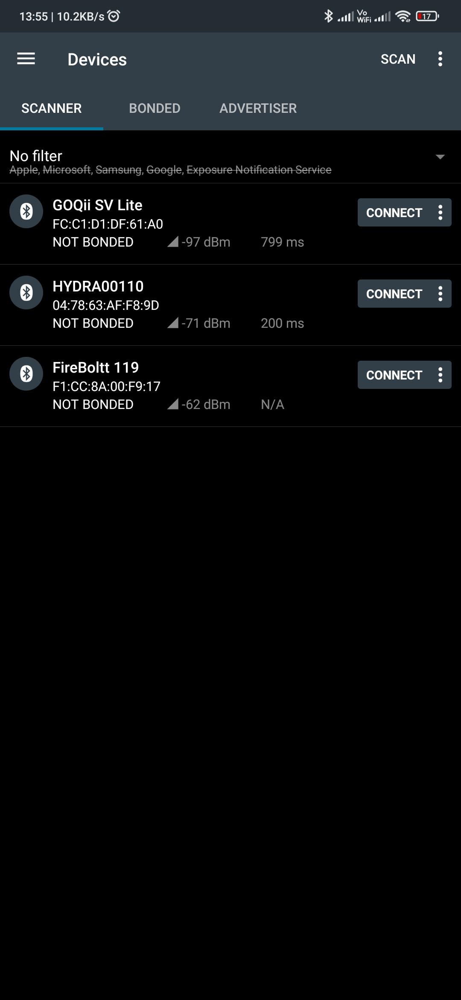 13:55 | 10.2KB/s Vo WiFi 17
Devices SCAN
SCANNER BONDED ADVERTISER
No filter
Apple, Microsoft, Samsung, Google, Exposure Notification Service
GOQii SV Lite CONNECT
FC:C1:D1:DF:61:A0
NOT BONDED -97 dBm 799 ms
HYDRA00110 CONNECT
04:78:63:AF:F8:9D
NOT BONDED -71 dBm 200 ms
FireBoltt 119 CONNECT
F1:CC:8A:00:F9:17
NOT BONDED -62 dBm N/A